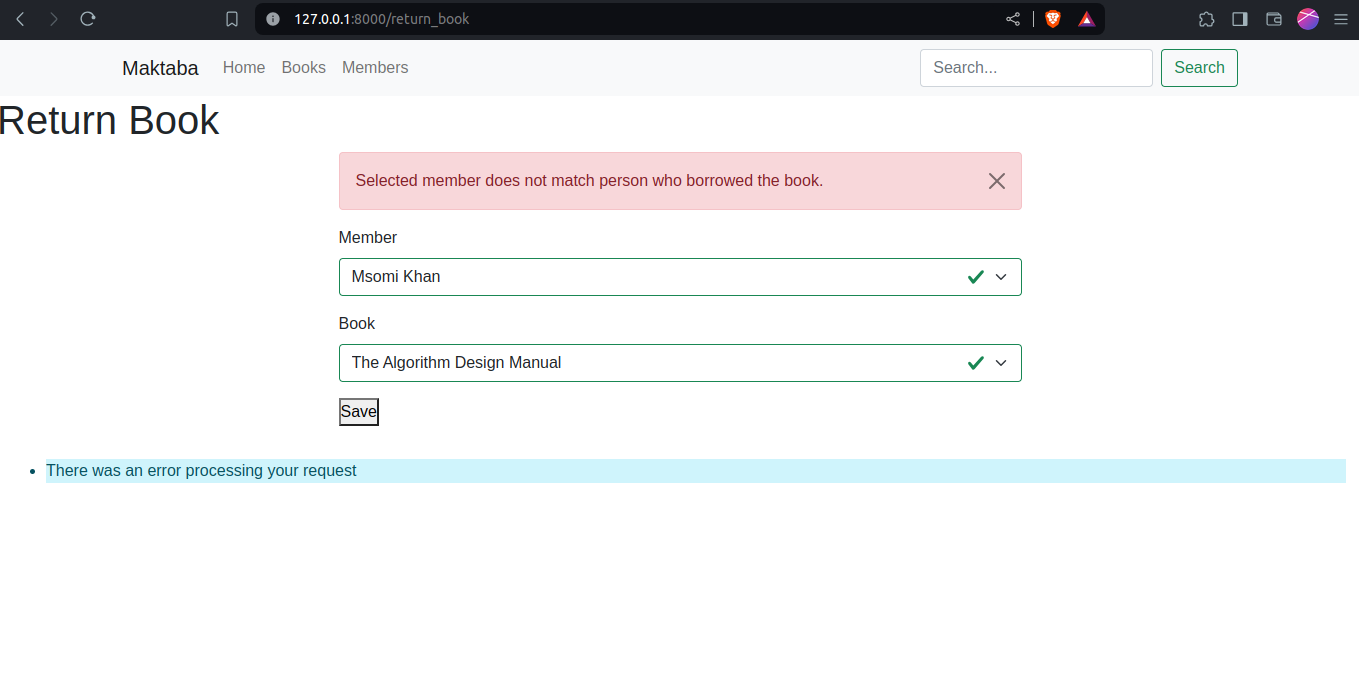 127.0.0.1:8000/return_book
Maktaba Home Books Members Search... Search
Return Book
Selected member does not match person who borrowed the book.
Member
Msomi Khan
Book
The Algorithm Design Manual
Save
There was an error processing your request